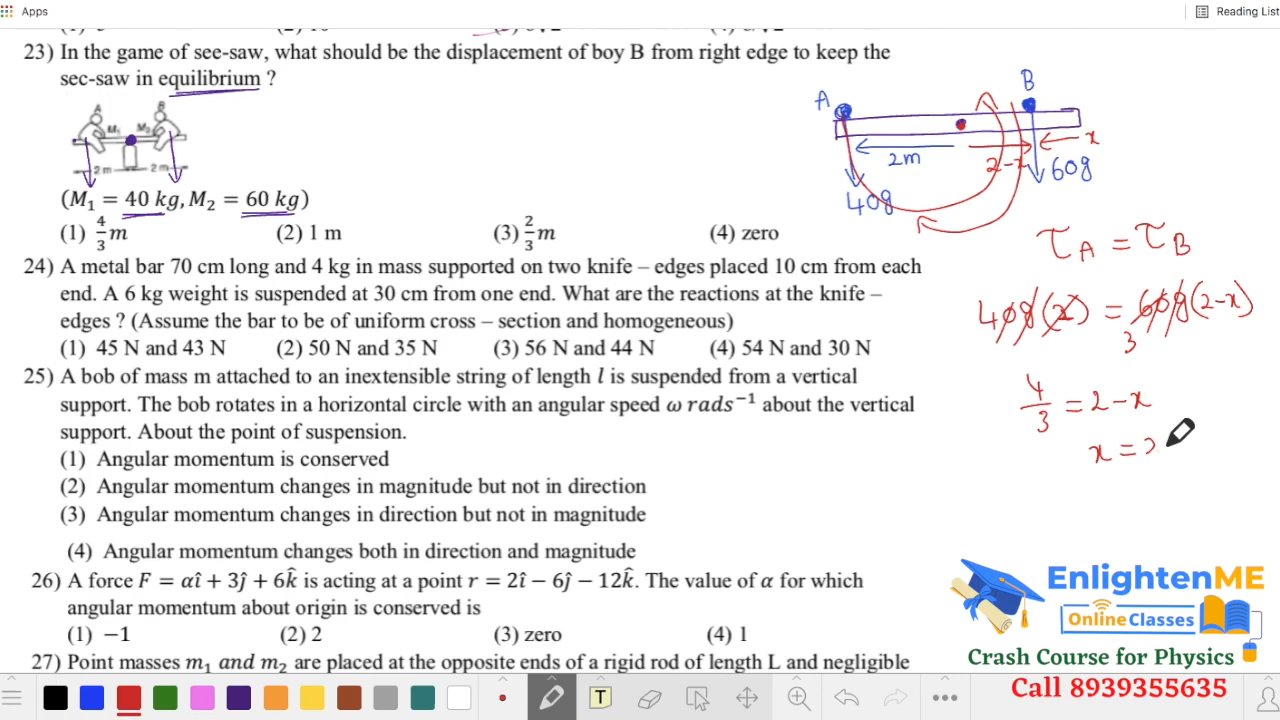 Apps
Reading List
23) In the game of see-saw, what should be the displacement of boy B from right edge to keep the
sec-saw in equilibrium ?
A
B
M₁
M₂
2 m
2 m
(M₁ = 40 kg, M₂ = 60 kg)
(1) 4/3 m (2) 1 m (3) 2/3 m (4) zero
24) A metal bar 70 cm long and 4 kg in mass supported on two knife – edges placed 10 cm from each
end. A 6 kg weight is suspended at 30 cm from one end. What are the reactions at the knife –
edges ? (Assume the bar to be of uniform cross – section and homogeneous)
(1) 45 N and 43 N (2) 50 N and 35 N (3) 56 N and 44 N (4) 54 N and 30 N
25) A bob of mass m attached to an inextensible string of length l is suspended from a vertical
support. The bob rotates in a horizontal circle with an angular speed ω rads⁻¹ about the vertical
support. About the point of suspension.
(1) Angular momentum is conserved
(2) Angular momentum changes in magnitude but not in direction
(3) Angular momentum changes in direction but not in magnitude
(4) Angular momentum changes both in direction and magnitude
26) A force F = αî + 3ĵ + 6k̂ is acting at a point r = 2î − 6ĵ − 12k̂. The value of α for which
angular momentum about origin is conserved is
(1) −1 (2) 2 (3) zero (4) 1
27) Point masses m₁ and m₂ are placed at the opposite ends of a rigid rod of length L and negligible
A
B
2m
2-x
x
40g
60g
τA = τB
40g(2) = 60g(2-x)
3
4/3 = 2-x
x =
EnlightenME
Online Classes
Crash Course for Physics
Call 8939355635
T